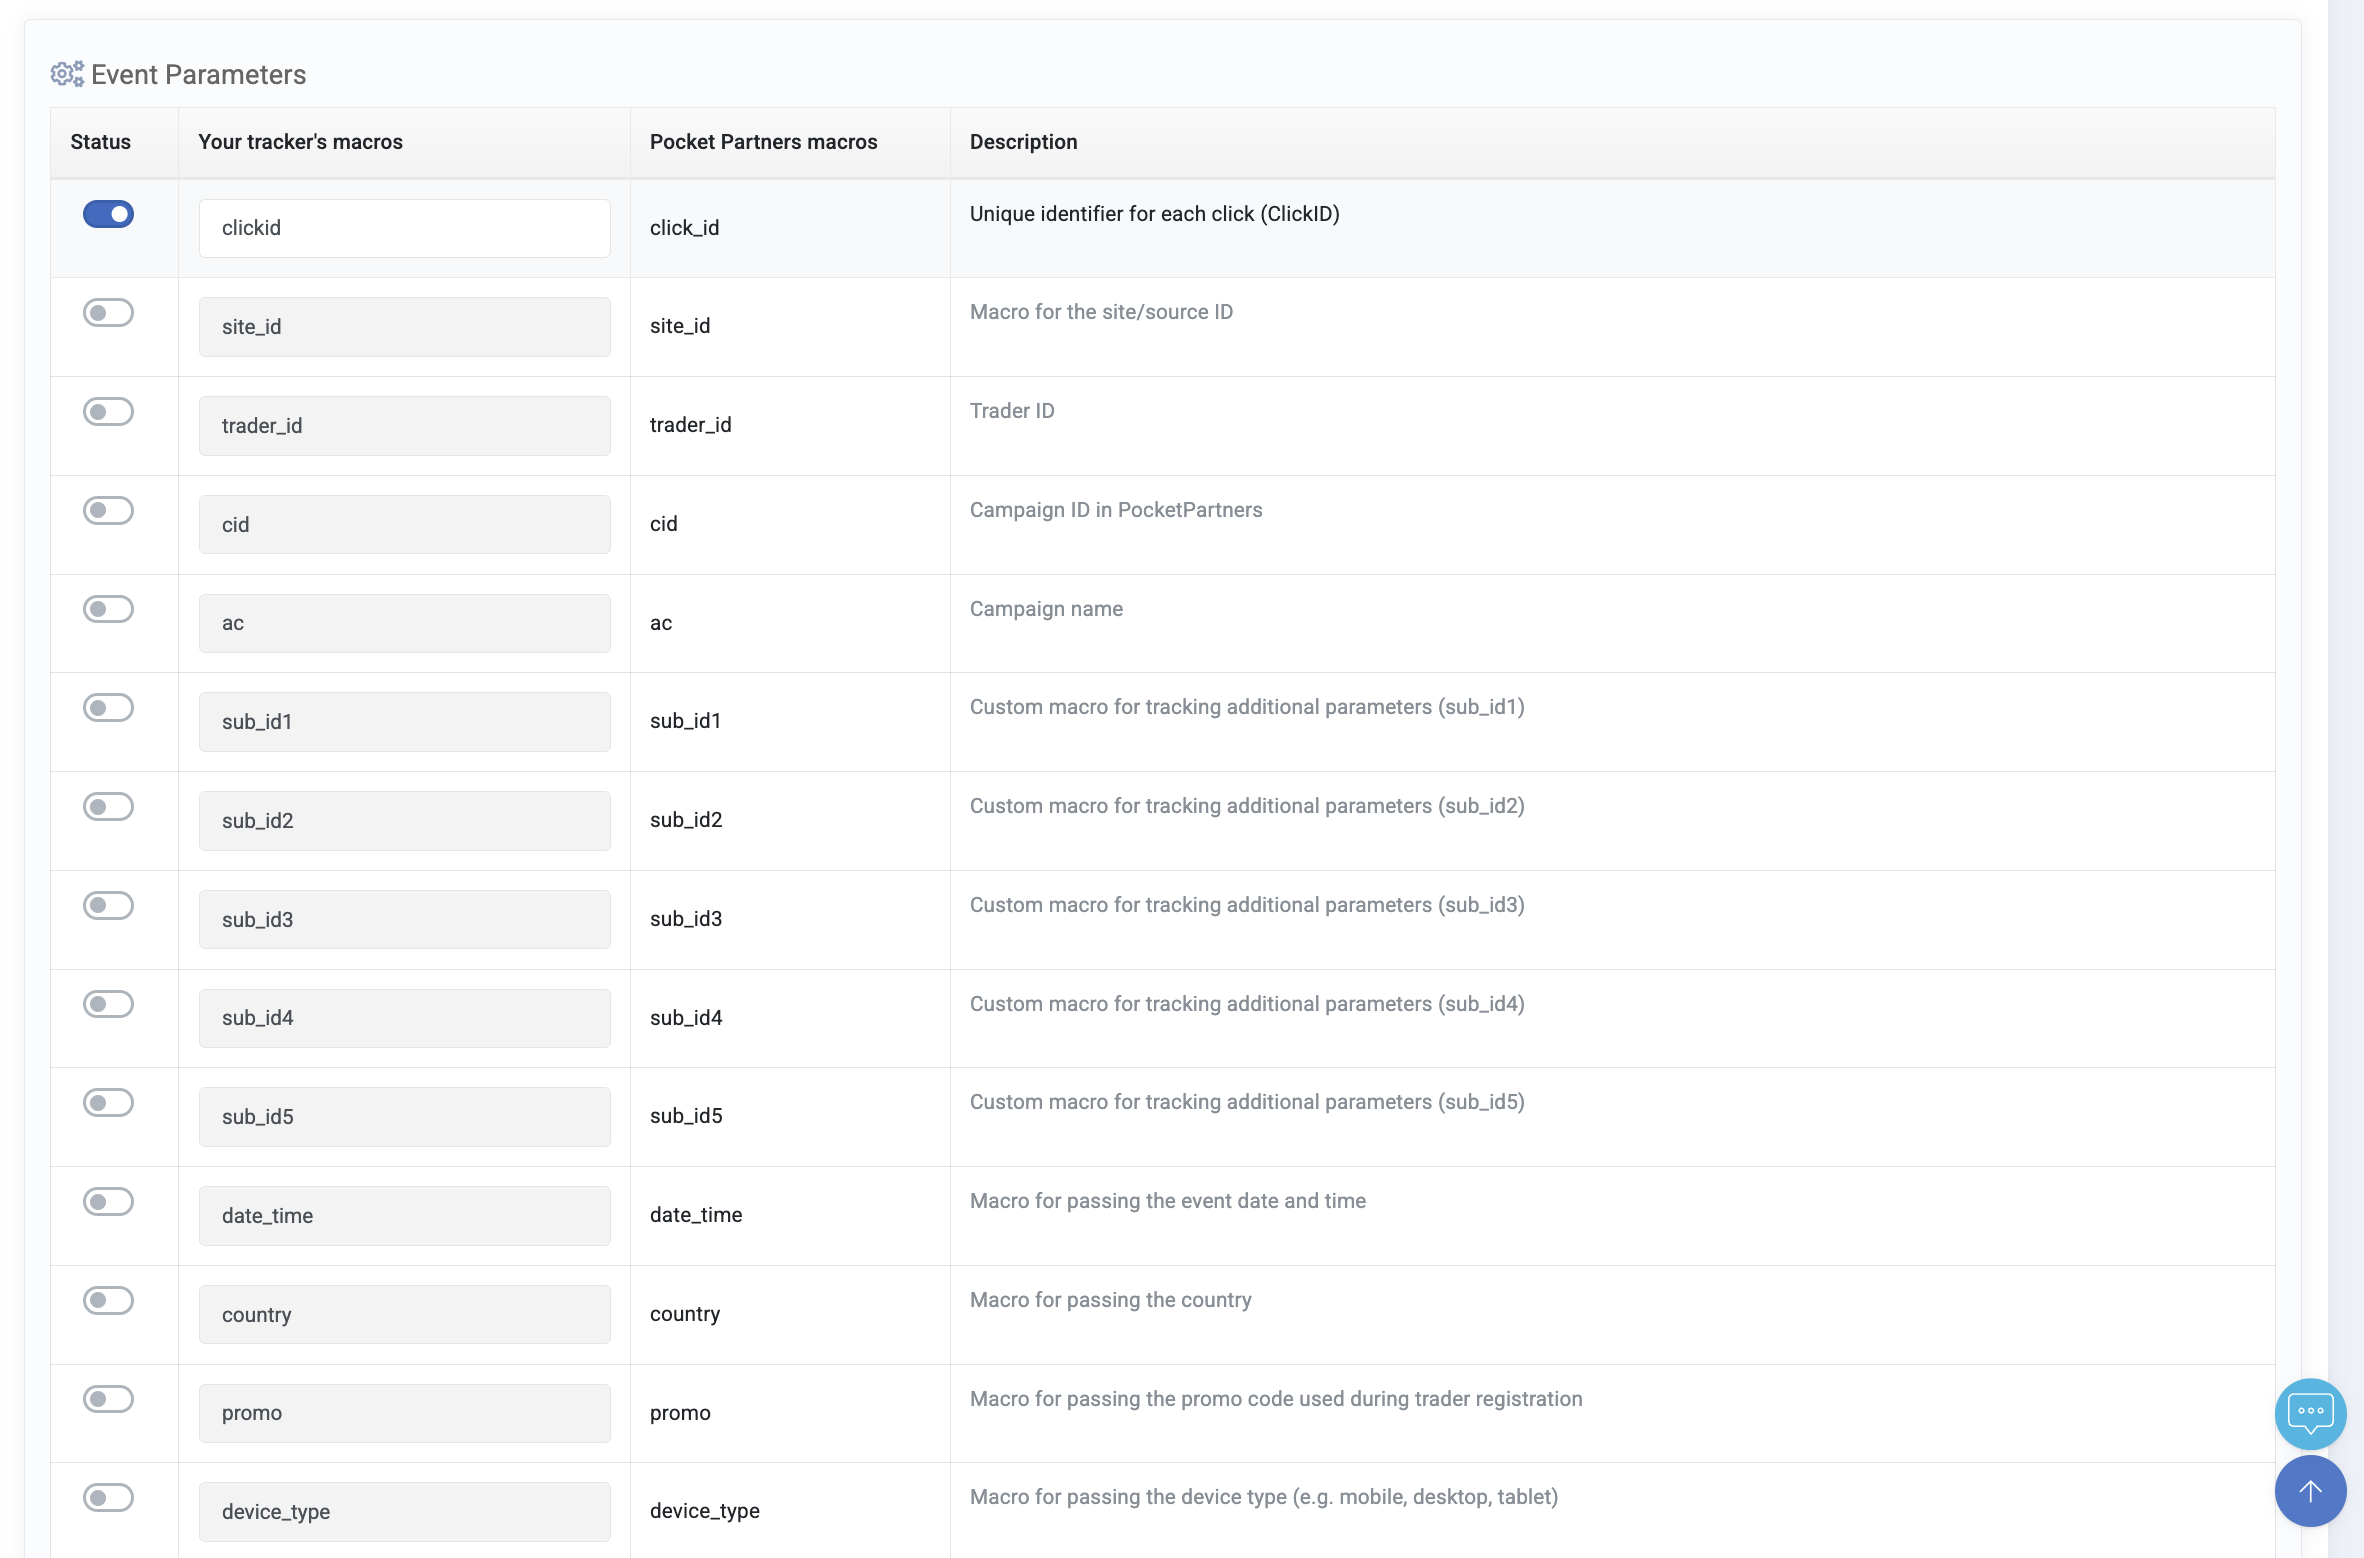 Event Parameters
Status Your tracker's macros Pocket Partners macros Description
clickid click_id Unique identifier for each click (ClickID)
site_id site_id Macro for the site/source ID
trader_id trader_id Trader ID
cid cid Campaign ID in PocketPartners
ac ac Campaign name
sub_id1 sub_id1 Custom macro for tracking additional parameters (sub_id1)
sub_id2 sub_id2 Custom macro for tracking additional parameters (sub_id2)
sub_id3 sub_id3 Custom macro for tracking additional parameters (sub_id3)
sub_id4 sub_id4 Custom macro for tracking additional parameters (sub_id4)
sub_id5 sub_id5 Custom macro for tracking additional parameters (sub_id5)
date_time date_time Macro for passing the event date and time
country country Macro for passing the country
promo promo Macro for passing the promo code used during trader registration
device_type device_type Macro for passing the device type (e.g. mobile, desktop, tablet)